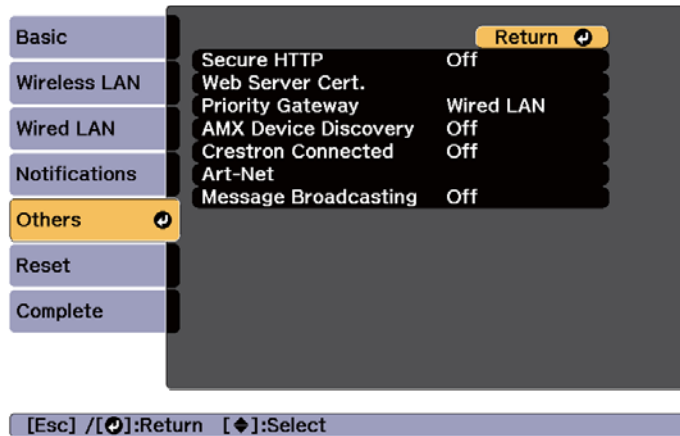 Basic
Wireless LAN
Wired LAN
Notifications
Others
Reset
Complete
Return
Secure HTTP Off
Web Server Cert.
Priority Gateway Wired LAN
AMX Device Discovery Off
Crestron Connected Off
Art-Net
Message Broadcasting Off
[Esc] /[⏎]:Return [◆]:Select